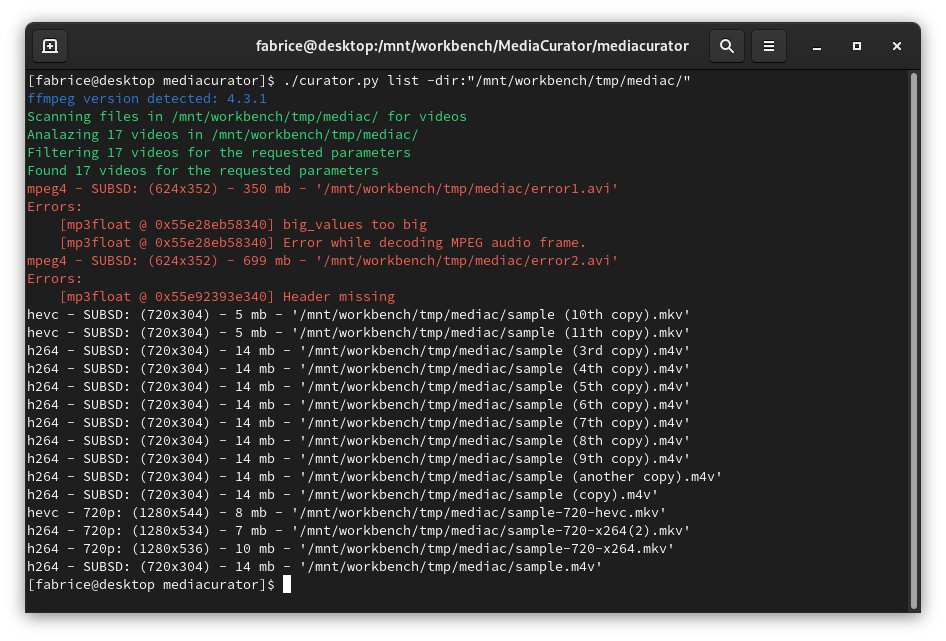 fabrice@desktop:/mnt/workbench/MediaCurator/mediacurator
[fabrice@desktop mediacurator]$ ./curator.py list -dir:"/mnt/workbench/tmp/mediac/"
ffmpeg version detected: 4.3.1
Scanning files in /mnt/workbench/tmp/mediac/ for videos
Analazing 17 videos in /mnt/workbench/tmp/mediac/
Filtering 17 videos for the requested parameters
Found 17 videos for the requested parameters
mpeg4 - SUBSD: (624x352) - 350 mb - '/mnt/workbench/tmp/mediac/error1.avi'
Errors:
    [mp3float @ 0x55e28eb58340] big_values too big
    [mp3float @ 0x55e28eb58340] Error while decoding MPEG audio frame.
mpeg4 - SUBSD: (624x352) - 699 mb - '/mnt/workbench/tmp/mediac/error2.avi'
Errors:
    [mp3float @ 0x55e92393e340] Header missing
hevc - SUBSD: (720x304) - 5 mb - '/mnt/workbench/tmp/mediac/sample (10th copy).mkv'
hevc - SUBSD: (720x304) - 5 mb - '/mnt/workbench/tmp/mediac/sample (11th copy).mkv'
h264 - SUBSD: (720x304) - 14 mb - '/mnt/workbench/tmp/mediac/sample (3rd copy).m4v'
h264 - SUBSD: (720x304) - 14 mb - '/mnt/workbench/tmp/mediac/sample (4th copy).m4v'
h264 - SUBSD: (720x304) - 14 mb - '/mnt/workbench/tmp/mediac/sample (5th copy).m4v'
h264 - SUBSD: (720x304) - 14 mb - '/mnt/workbench/tmp/mediac/sample (6th copy).m4v'
h264 - SUBSD: (720x304) - 14 mb - '/mnt/workbench/tmp/mediac/sample (7th copy).m4v'
h264 - SUBSD: (720x304) - 14 mb - '/mnt/workbench/tmp/mediac/sample (8th copy).m4v'
h264 - SUBSD: (720x304) - 14 mb - '/mnt/workbench/tmp/mediac/sample (9th copy).m4v'
h264 - SUBSD: (720x304) - 14 mb - '/mnt/workbench/tmp/mediac/sample (another copy).m4v'
h264 - SUBSD: (720x304) - 14 mb - '/mnt/workbench/tmp/mediac/sample (copy).m4v'
hevc - 720p: (1280x544) - 8 mb - '/mnt/workbench/tmp/mediac/sample-720-hevc.mkv'
h264 - 720p: (1280x534) - 7 mb - '/mnt/workbench/tmp/mediac/sample-720-x264(2).mkv'
h264 - 720p: (1280x536) - 10 mb - '/mnt/workbench/tmp/mediac/sample-720-x264.mkv'
h264 - SUBSD: (720x304) - 14 mb - '/mnt/workbench/tmp/mediac/sample.m4v'
[fabrice@desktop mediacurator]$